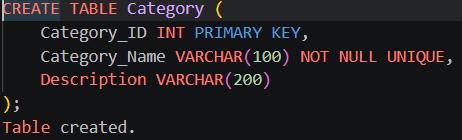 CREATE TABLE Category (
    Category_ID INT PRIMARY KEY,
    Category_Name VARCHAR(100) NOT NULL UNIQUE,
    Description VARCHAR(200)
);
Table created.